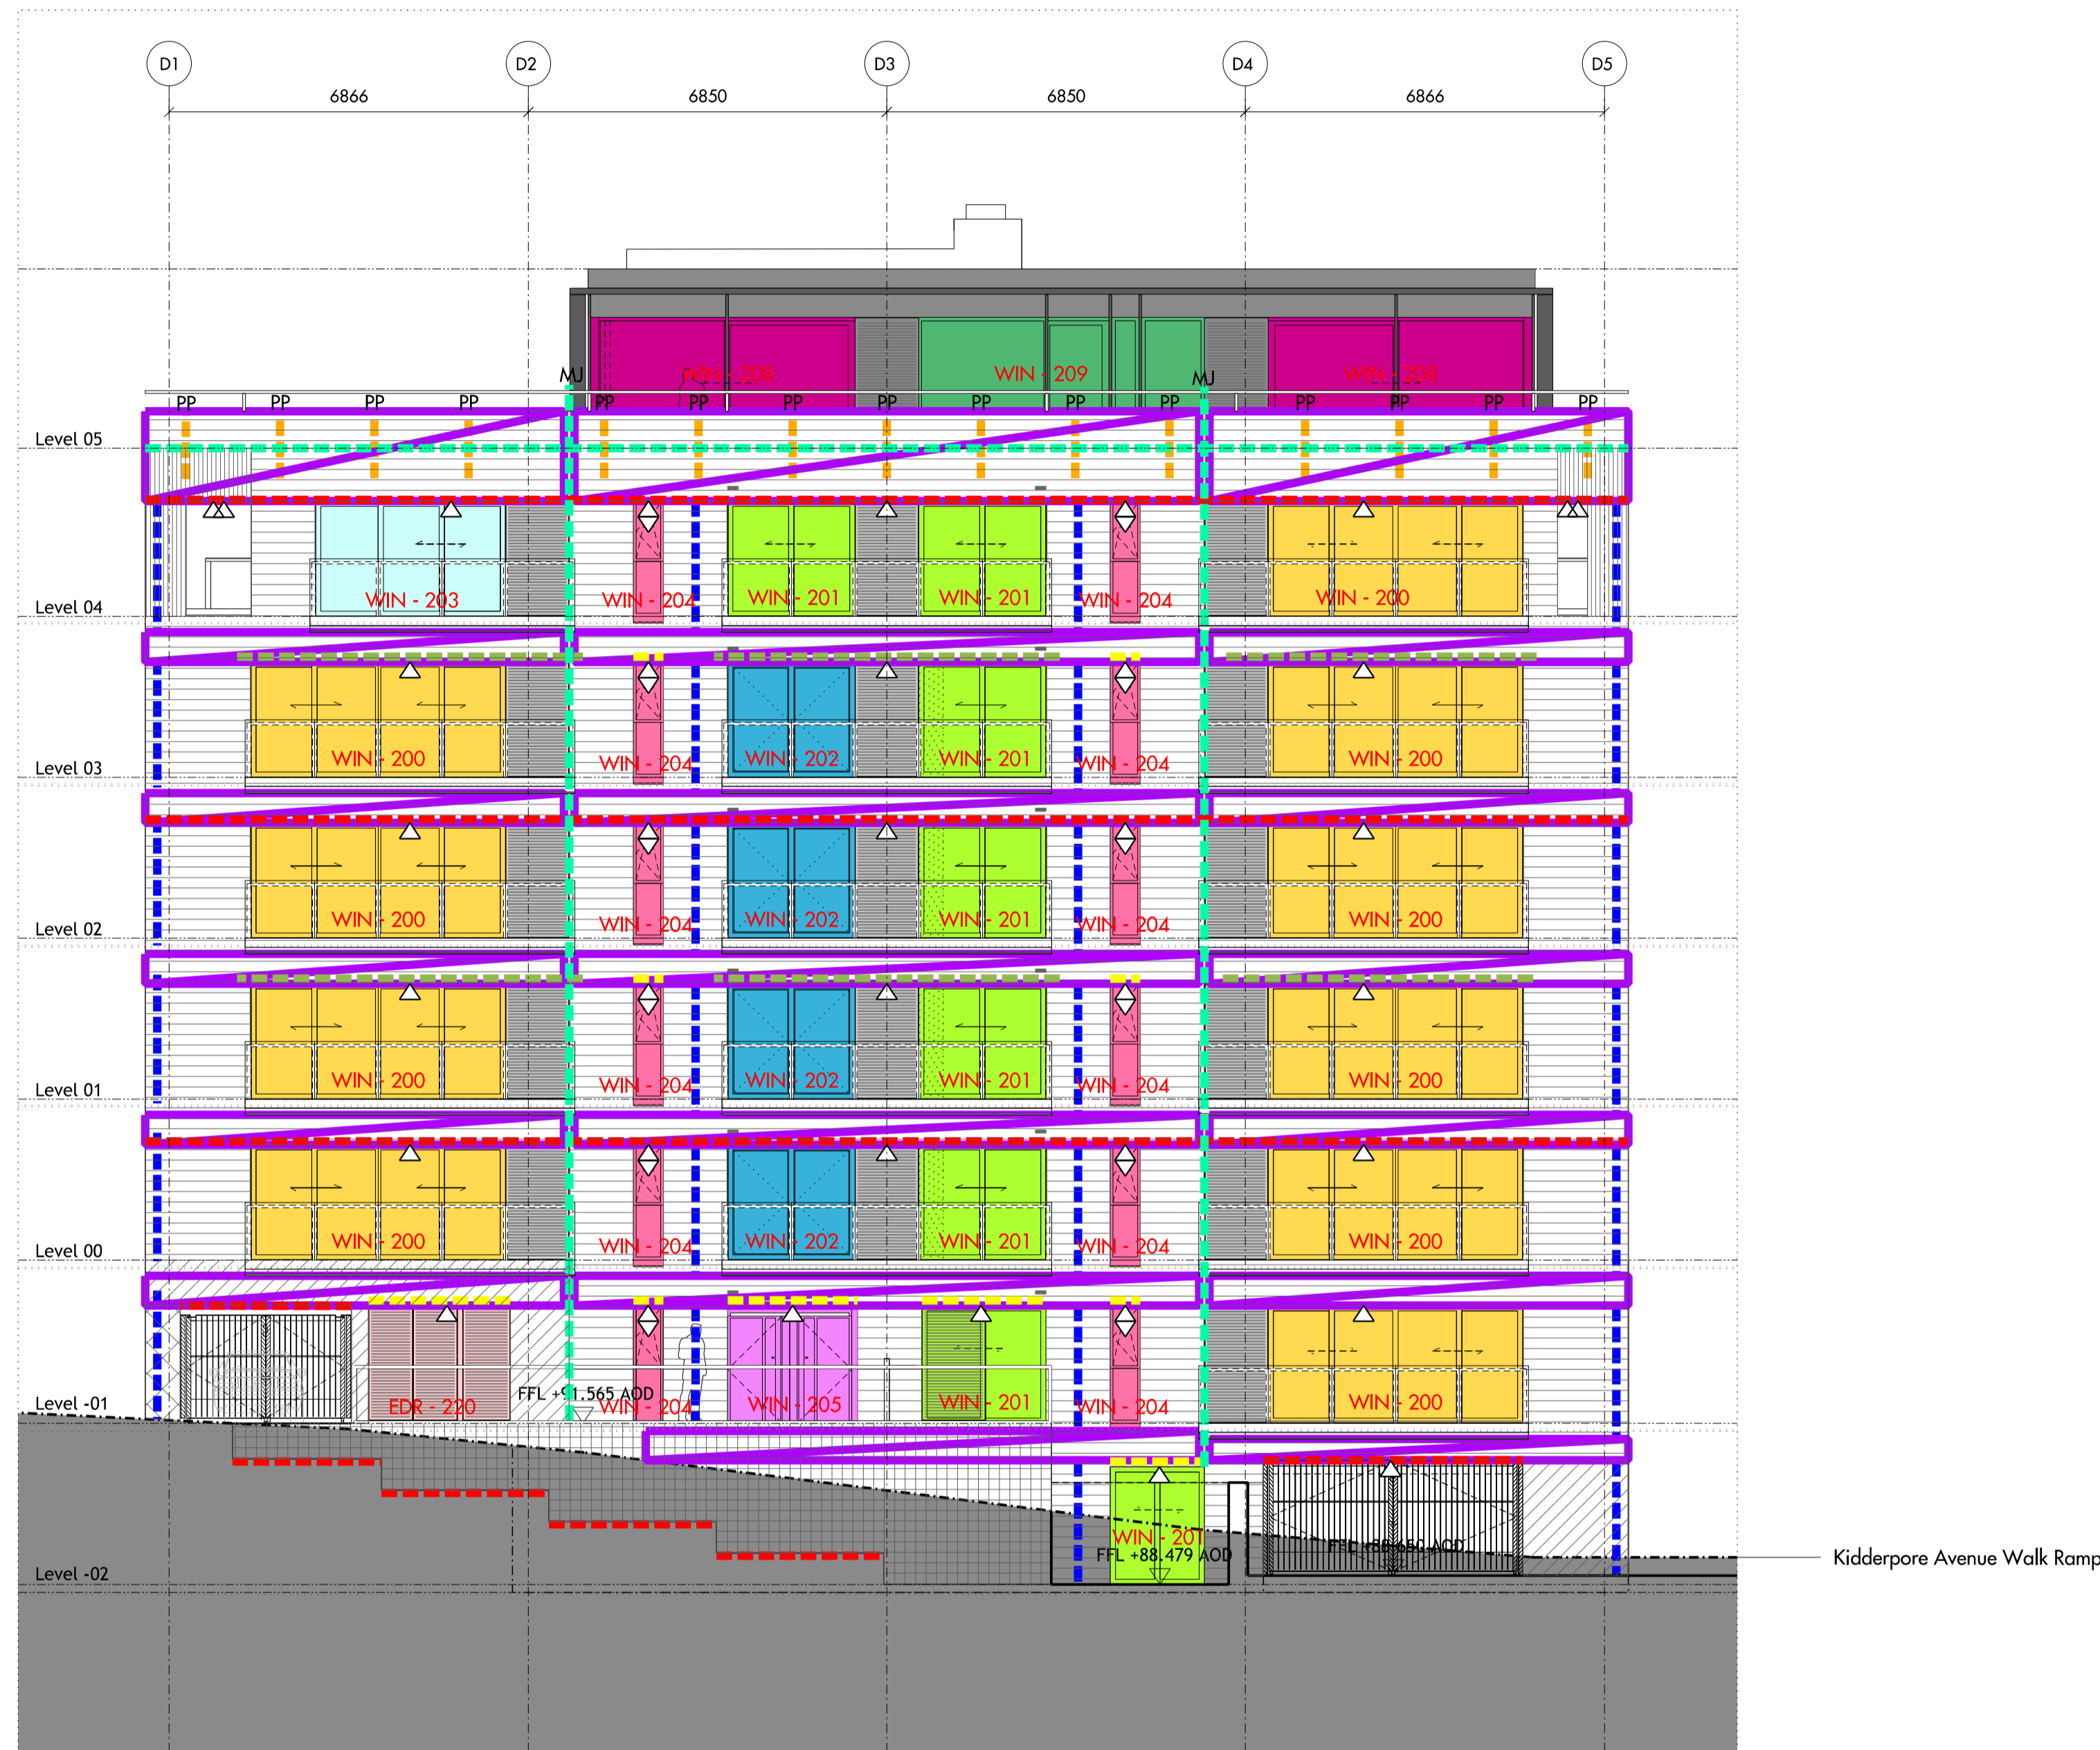 D1 D2 D3 D4 D5
6866 6850 6850 6866
WIN - 208 WIN - 209 WIN - 208
MJ MJ
PP PP PP PP PP PP PP PP PP PP PP PP PP PP PP
Level 05
WIN - 203 WIN - 204 WIN - 201 WIN - 201 WIN - 204 WIN - 200
Level 04
WIN - 200 WIN - 204 WIN - 202 WIN - 201 WIN - 204 WIN - 200
Level 03
WIN - 200 WIN - 204 WIN - 202 WIN - 201 WIN - 204 WIN - 200
Level 02
WIN - 200 WIN - 204 WIN - 202 WIN - 201 WIN - 204 WIN - 200
Level 01
WIN - 200 WIN - 204 WIN - 202 WIN - 201 WIN - 204 WIN - 200
Level 00
FFL +91.565 AOD
Level -01
EDR - 220 WIN - 204 WIN - 205 WIN - 201 WIN - 204 WIN - 200
WIN - 201
FFL +88.479 AOD
Kidderpore Avenue Walk Ramp
Level -02